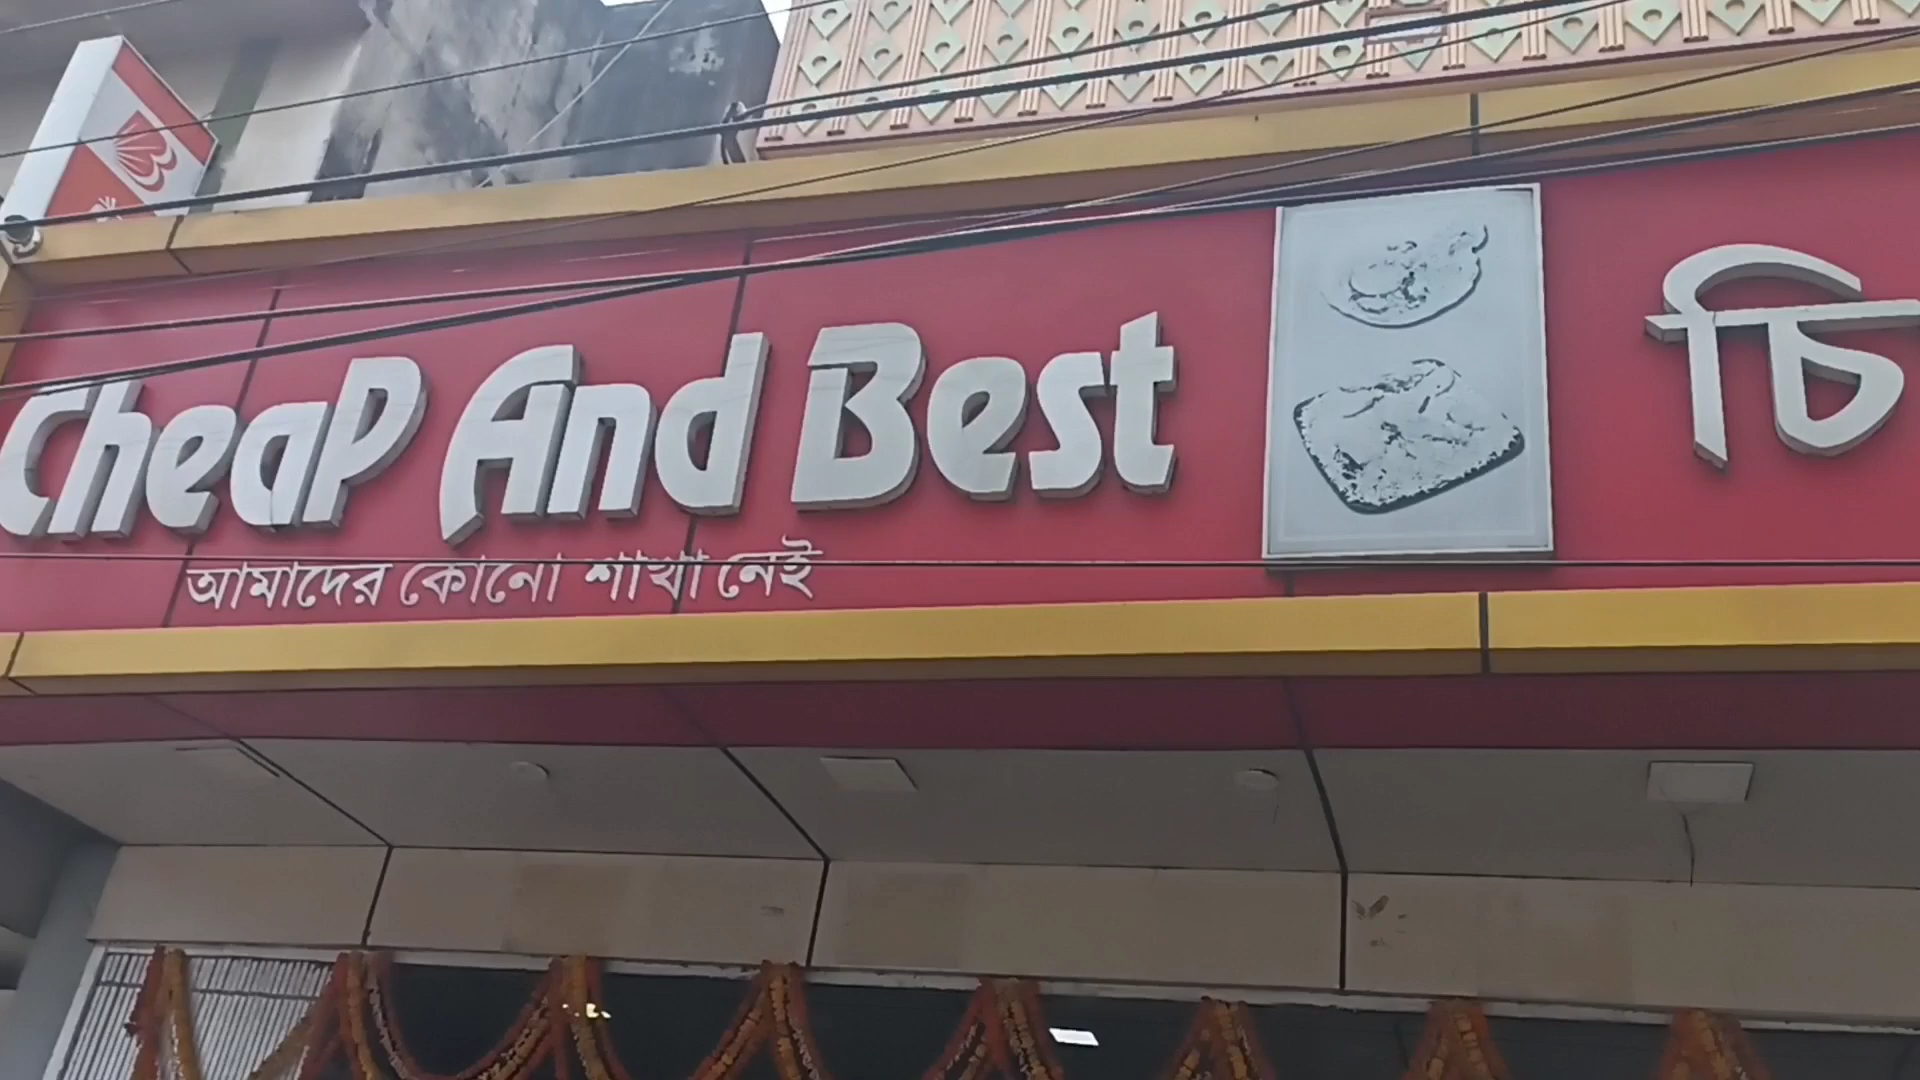 CheaP And Best
চি
আমাদের কোনো শাখা নেই